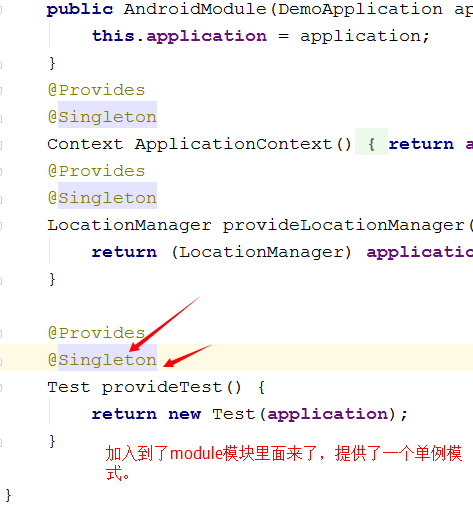 public AndroidModule(DemoApplication ap
this.application = application;
}
@Provides
@Singleton
Context ApplicationContext() { return a
@Provides
@Singleton
LocationManager provideLocationManager(
return (LocationManager) applicatio
}
@Provides
@Singleton
Test provideTest() {
return new Test(application);
}
加入到了module模块里面来了，提供了一个单例模
式。
}